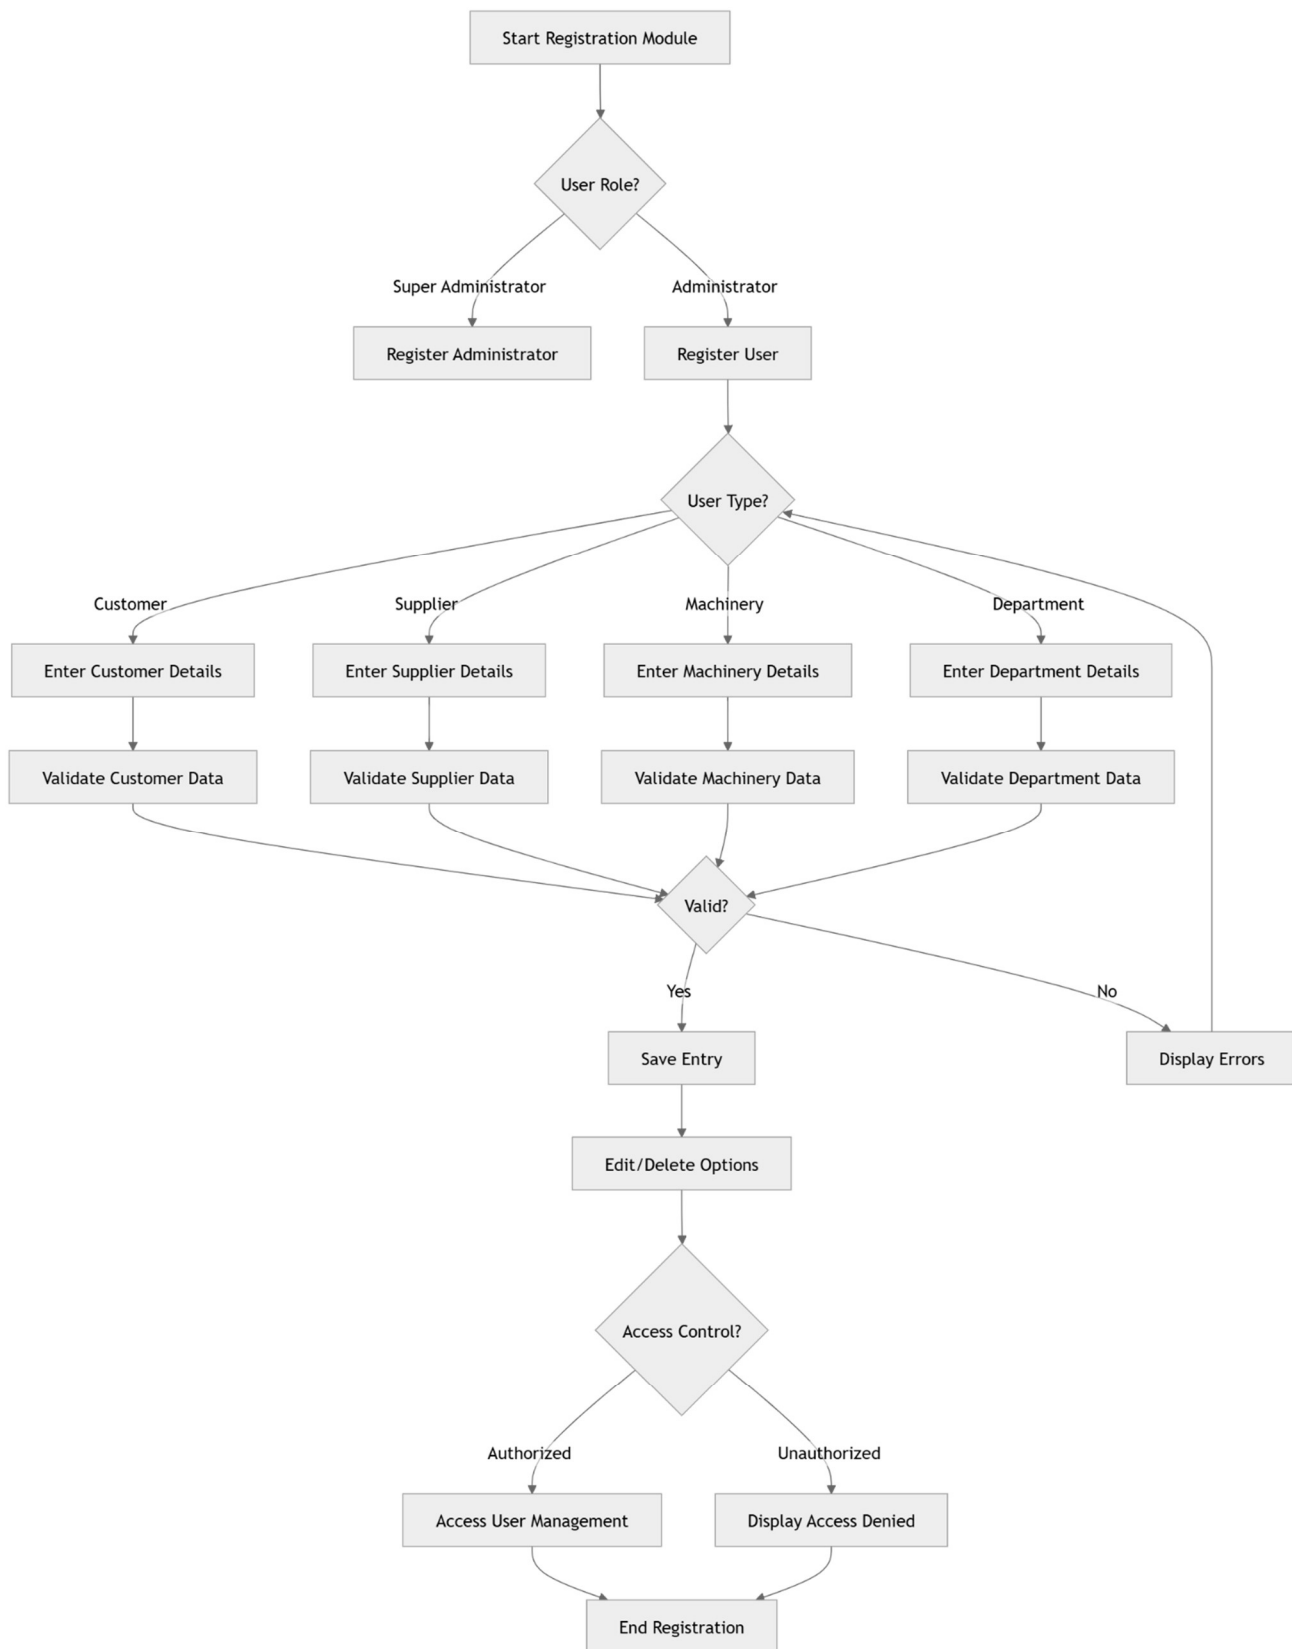 Start Registration Module
User Role?
Super Administrator
Administrator
Register Administrator
Register User
User Type?
Customer
Supplier
Machinery
Department
Enter Customer Details
Enter Supplier Details
Enter Machinery Details
Enter Department Details
Validate Customer Data
Validate Supplier Data
Validate Machinery Data
Validate Department Data
Valid?
Yes
No
Save Entry
Display Errors
Edit/Delete Options
Access Control?
Authorized
Unauthorized
Access User Management
Display Access Denied
End Registration